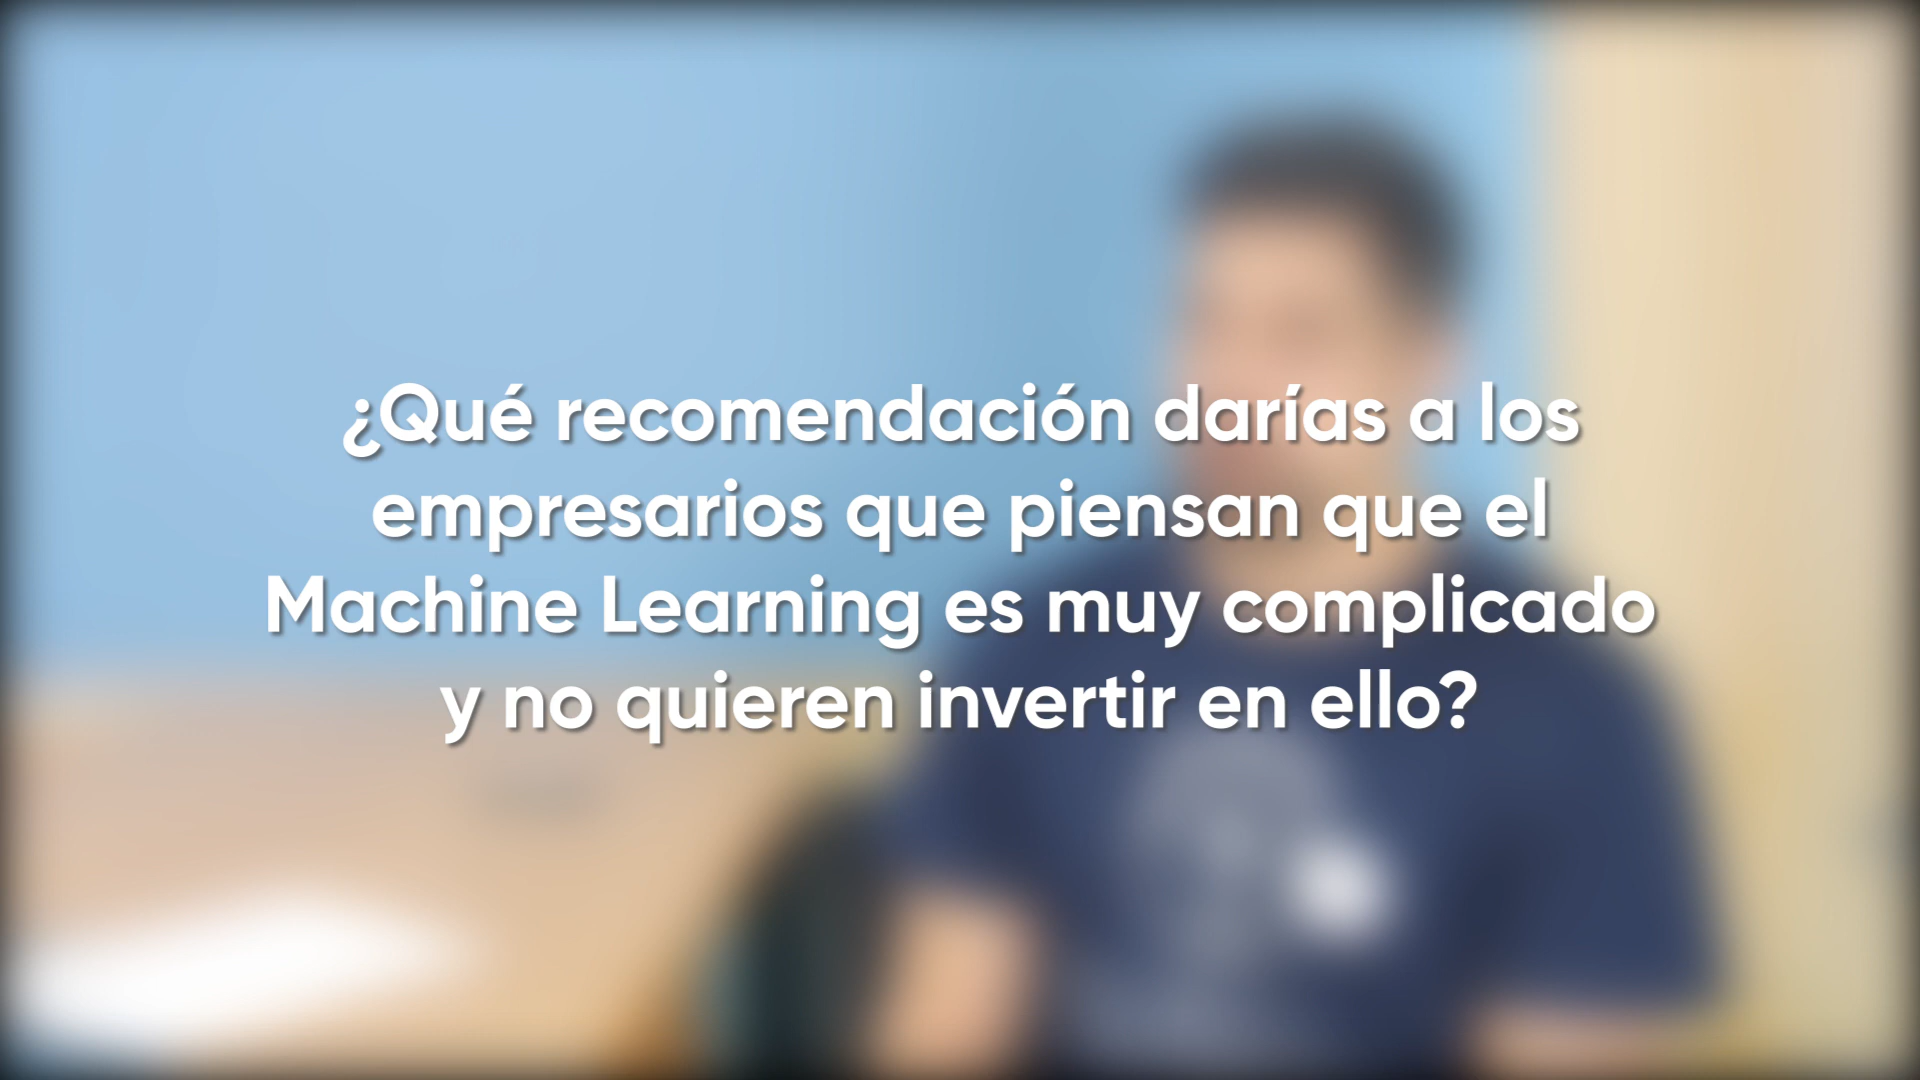 ¿Qué recomendación darías a los
empresarios que piensan que el
Machine Learning es muy complicado
y no quieren invertir en ello?